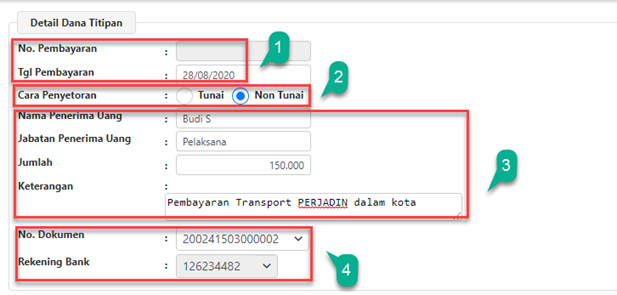 Detail Dana Titipan
No. Pembayaran :
1
Tgl Pembayaran : 28/08/2020
2
Cara Penyetoran : Tunai Non Tunai
Nama Penerima Uang : Budi S
Jabatan Penerima Uang : Pelaksana
Jumlah : 150.000
3
Keterangan :
Pembayaran Transport PERJADIN dalam kota
No. Dokumen : 200241503000002
Rekening Bank : 126234482
4